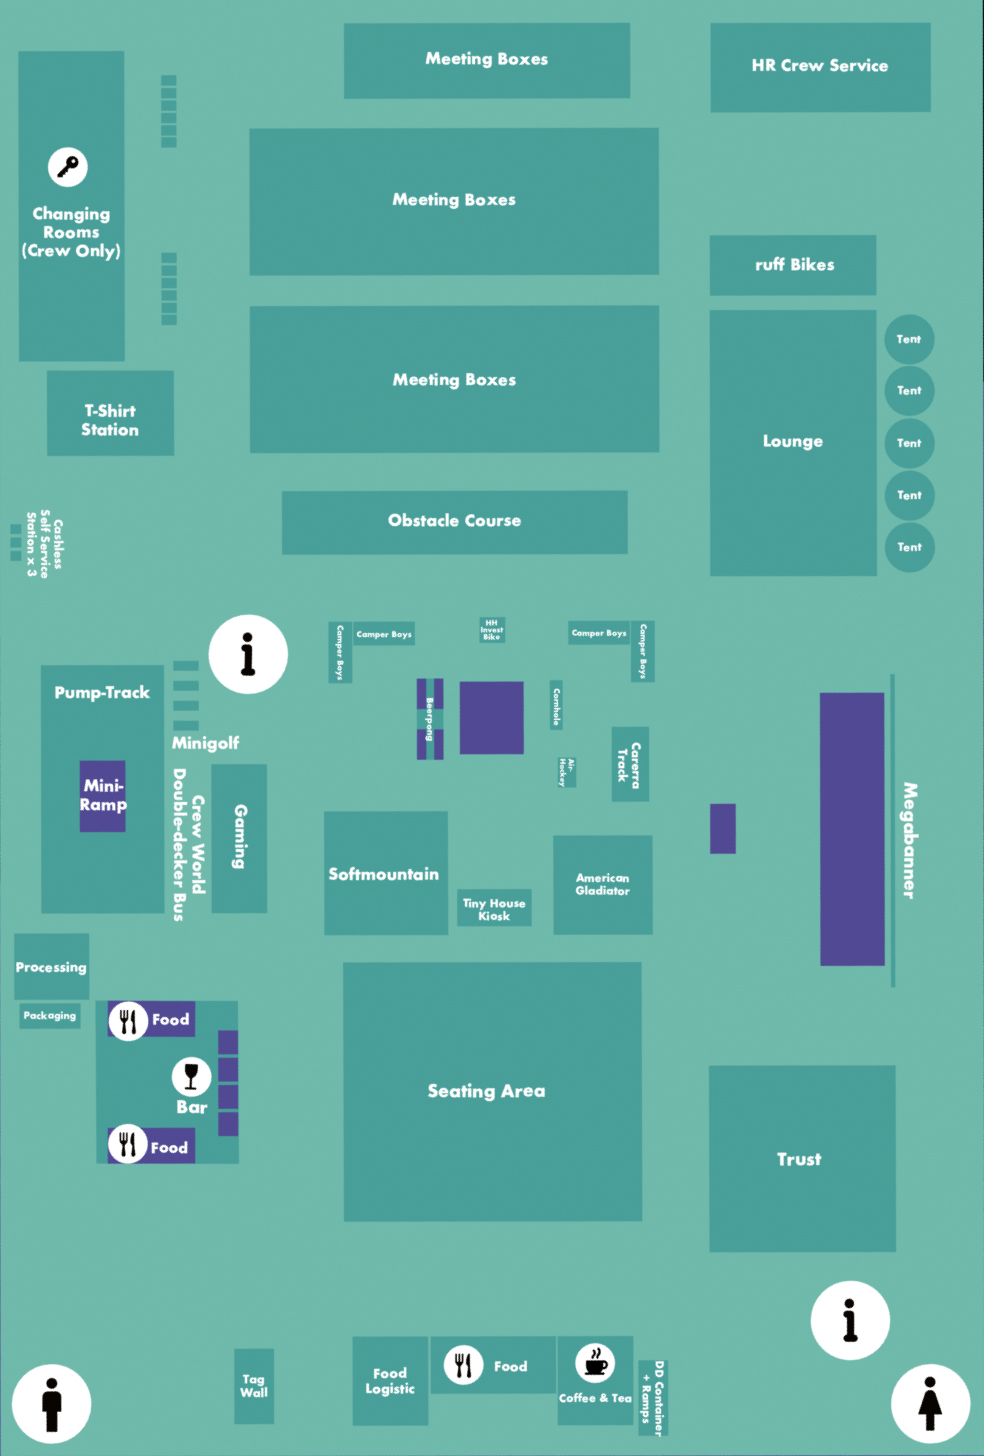 Meeting Boxes
HR Crew Service
Meeting Boxes
Changing
Rooms
(Crew Only)
ruff Bikes
Meeting Boxes
Tent
Tent
Tent
Tent
Tent
Lounge
T-Shirt
Station
Obstacle Course
Cashless
Self Service
Station x 3
i
HH
Invest
Bike
Camper Boys
Camper Boys
Camper Boys
Camper Boys
Pump-Track
Beerpong
Cornhole
Minigolf
Air-
Hockey
Carerra
Track
Mini-
Ramp
Crew World
Double-decker Bus
Gaming
Megabanner
Softmountain
American
Gladiator
Tiny House
Kiosk
Processing
Packaging
Food
Bar
Food
Seating Area
Trust
i
Tag
Wall
Food
Logistic
Food
Coffee & Tea
DD Container
+ Ramps